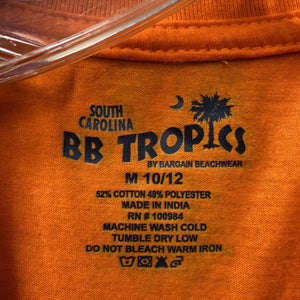 SOUTH
CAROLINA
BB TROPICS
BY BARGAIN BEACHWEAR
M 10/12
52% COTTON 48% POLYESTER
MADE IN INDIA
RN # 100984
MACHINE WASH COLD
TUMBLE DRY LOW
DO NOT BLEACH WARM IRON